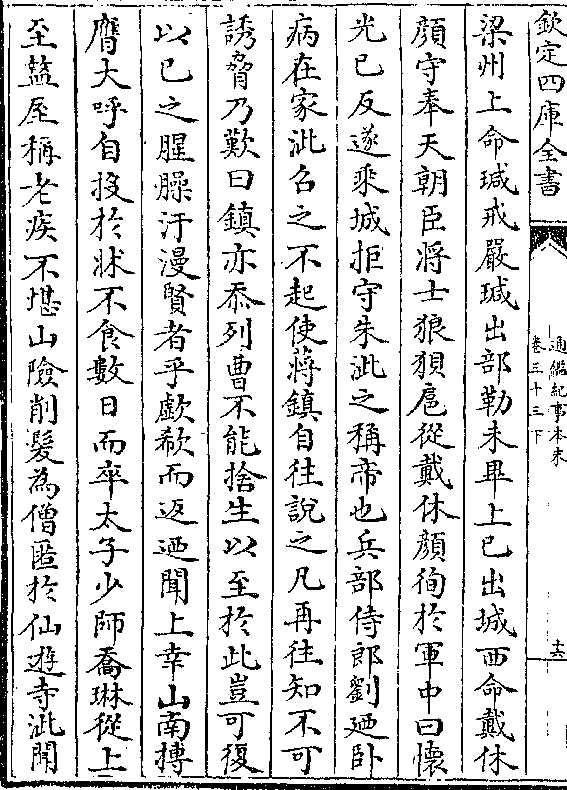 欽定四庫全書
通鑑紀事本末
卷三十三下
十六
梁州上命瑊戒嚴瑊出部勒未畢上已出城西命戴休
顔守奉天朝臣将士狼狽扈從戴休顔徇於軍中曰懷
光已反遂乘城拒守朱泚之稱帝也兵部侍郎劉廼卧
病在家泚召之不起使蔣鎮自往說之凡再往知不可
誘脅乃歎曰鎮亦忝列曹不能捨生以至於此豈可復
以已之腥臊汙漫賢者乎歔欷而返廼聞上幸山南搏
膺大呼自投於牀不食數日而卒太子少師喬琳從上
至盩厔稱老疾不堪山險削髮為僧匿於仙遊寺泚聞